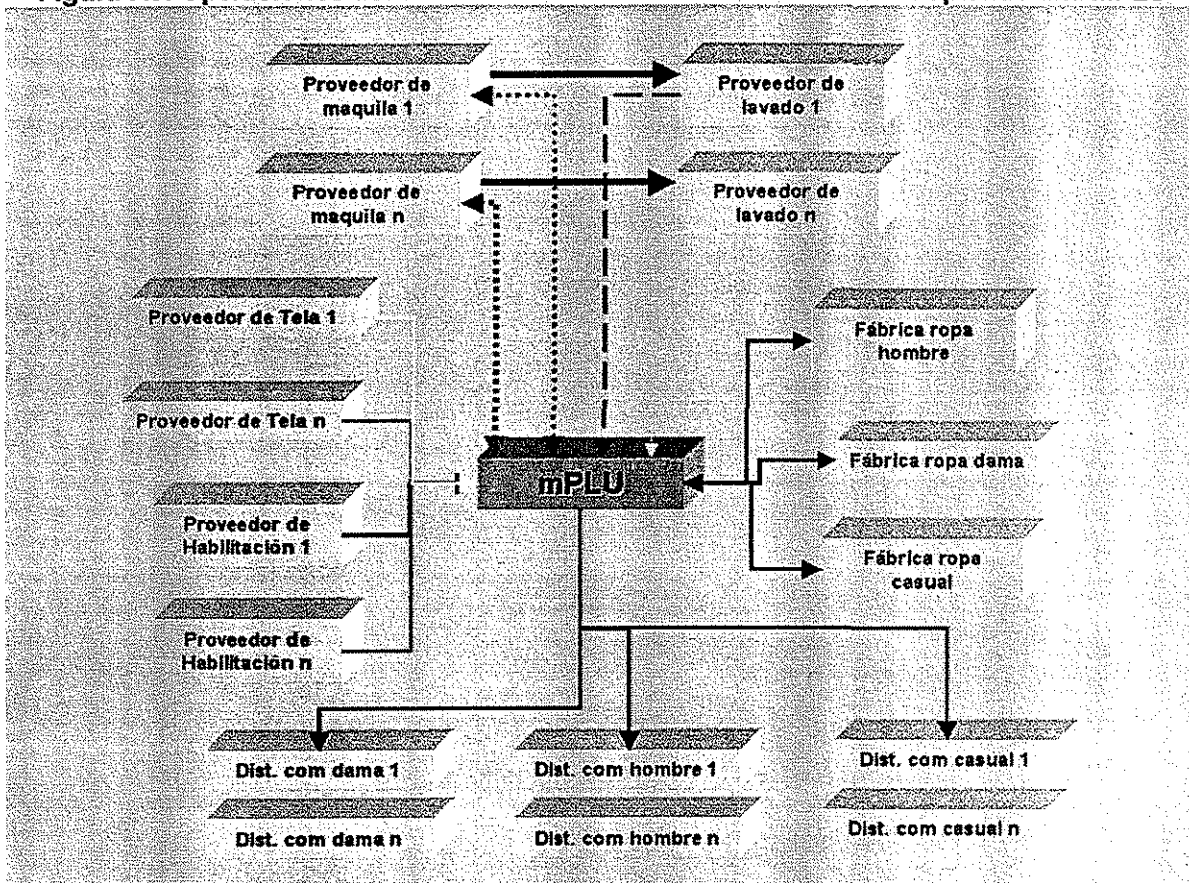 Proveedor de
maquila 1
Proveedor de
lavado 1
Proveedor de
maquila n
Proveedor de
lavado n
Proveedor de Tela 1
Fábrica ropa
hombre
Proveedor de Tela n
mPLU
Fábrica ropa dama
Proveedor de
Habilitación 1
Fábrica ropa
casual
Proveedor de
Habilitación n
Dist. com dama 1
Dist. com hombre 1
Dist. com casual 1
Dist. com dama n
Dist. com hombre n
Dist. com casual n